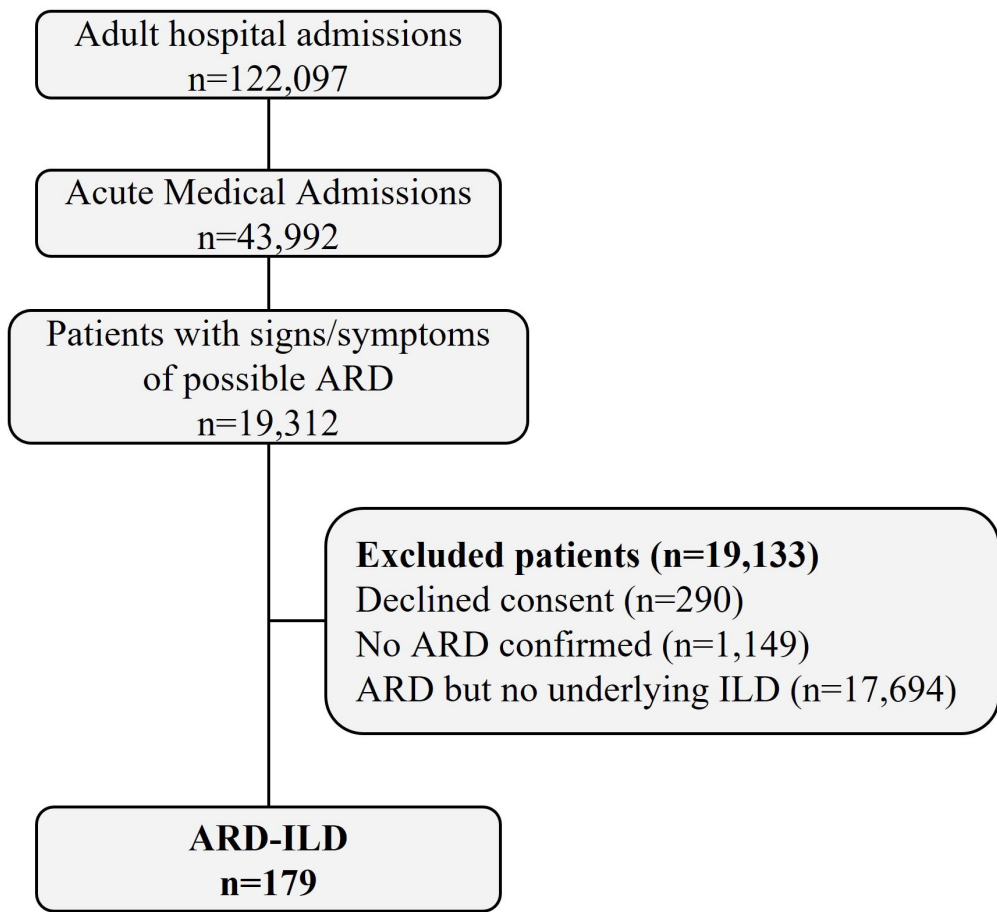 Adult hospital admissions
n=122,097
Acute Medical Admissions
n=43,992
Patients with signs/symptoms
of possible ARD
n=19,312
Excluded patients (n=19,133)
Declined consent (n=290)
No ARD confirmed (n=1,149)
ARD but no underlying ILD (n=17,694)
ARD-ILD
n=179